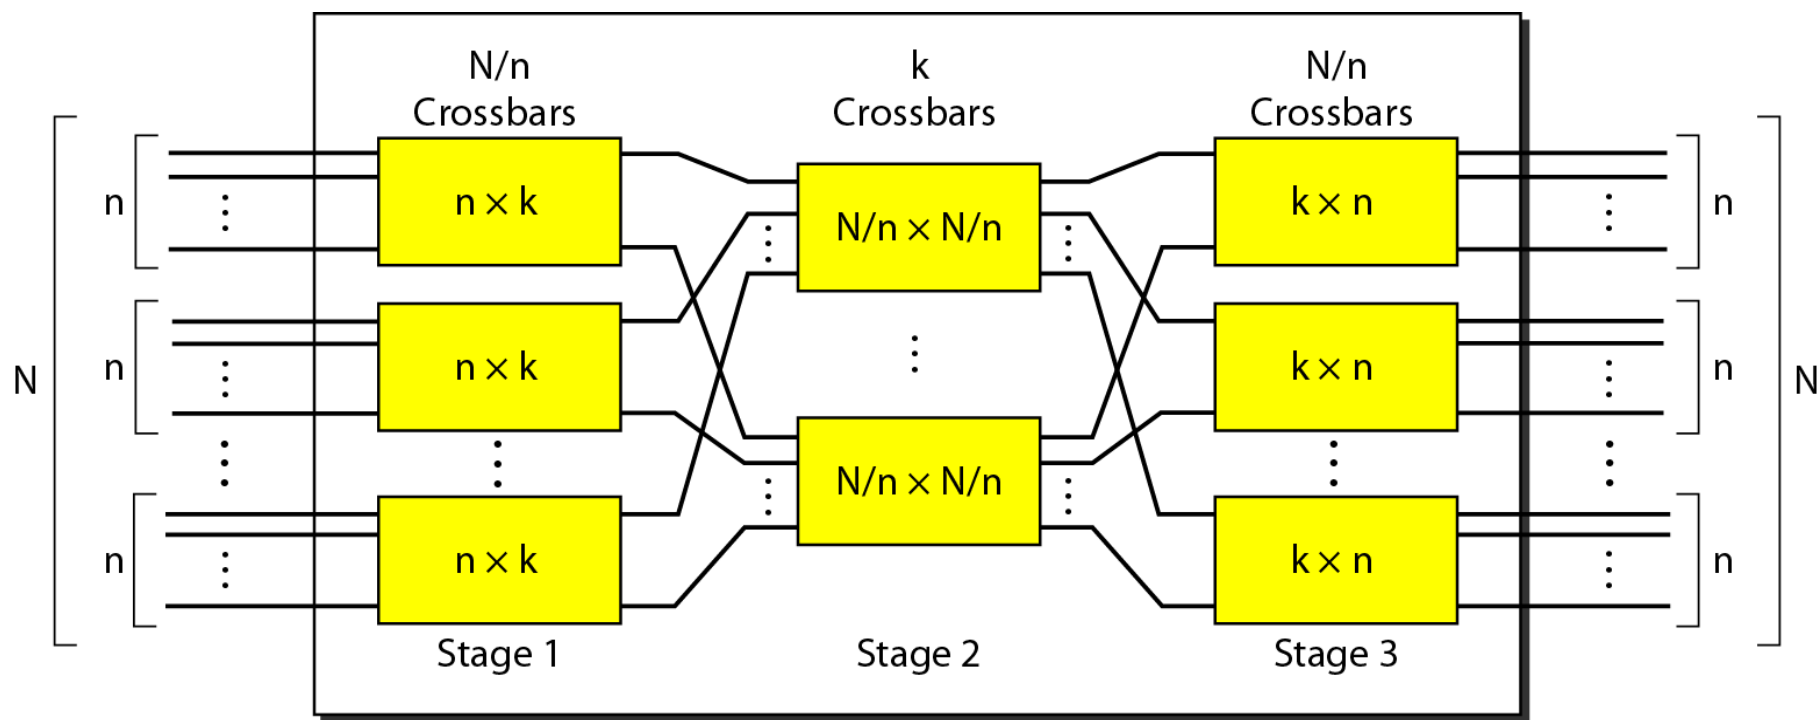 N/n
Crossbars
k
Crossbars
N/n
Crossbars
n
n × k
N/n × N/n
k × n
n
N
n
n × k
k × n
n
N
n
n × k
N/n × N/n
k × n
n
Stage 1
Stage 2
Stage 3